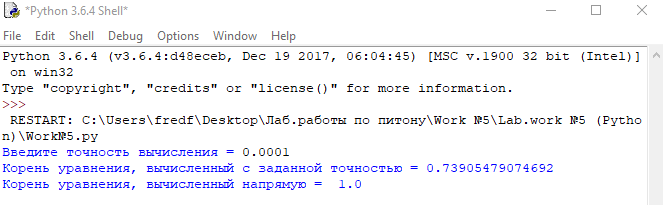 *Python 3.6.4 Shell*
File Edit Shell Debug Options Window Help
Python 3.6.4 (v3.6.4:d48eceb, Dec 19 2017, 06:04:45) [MSC v.1900 32 bit (Intel)]
on win32
Type "copyright", "credits" or "license()" for more information.
>>>
RESTART: C:\Users\fredf\Desktop\Лаб.работы по питону\Work №5\Lab.work №5 (Pytho
n)\Work№5.py
Введите точность вычисления = 0.0001
Корень уравнения, вычисленный с заданной точностью = 0.73905479074692
Корень уравнения, вычисленный напрямую =  1.0